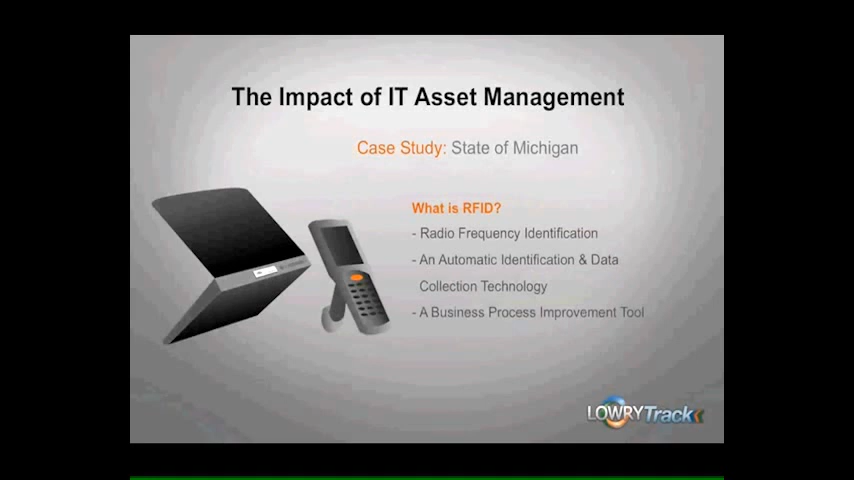 The Impact of IT Asset Management
Case Study: State of Michigan
What is RFID?
- Radio Frequency Identification
- An Automatic Identification & Data
Collection Technology
- A Business Process Improvement Tool
LOWRYTrack